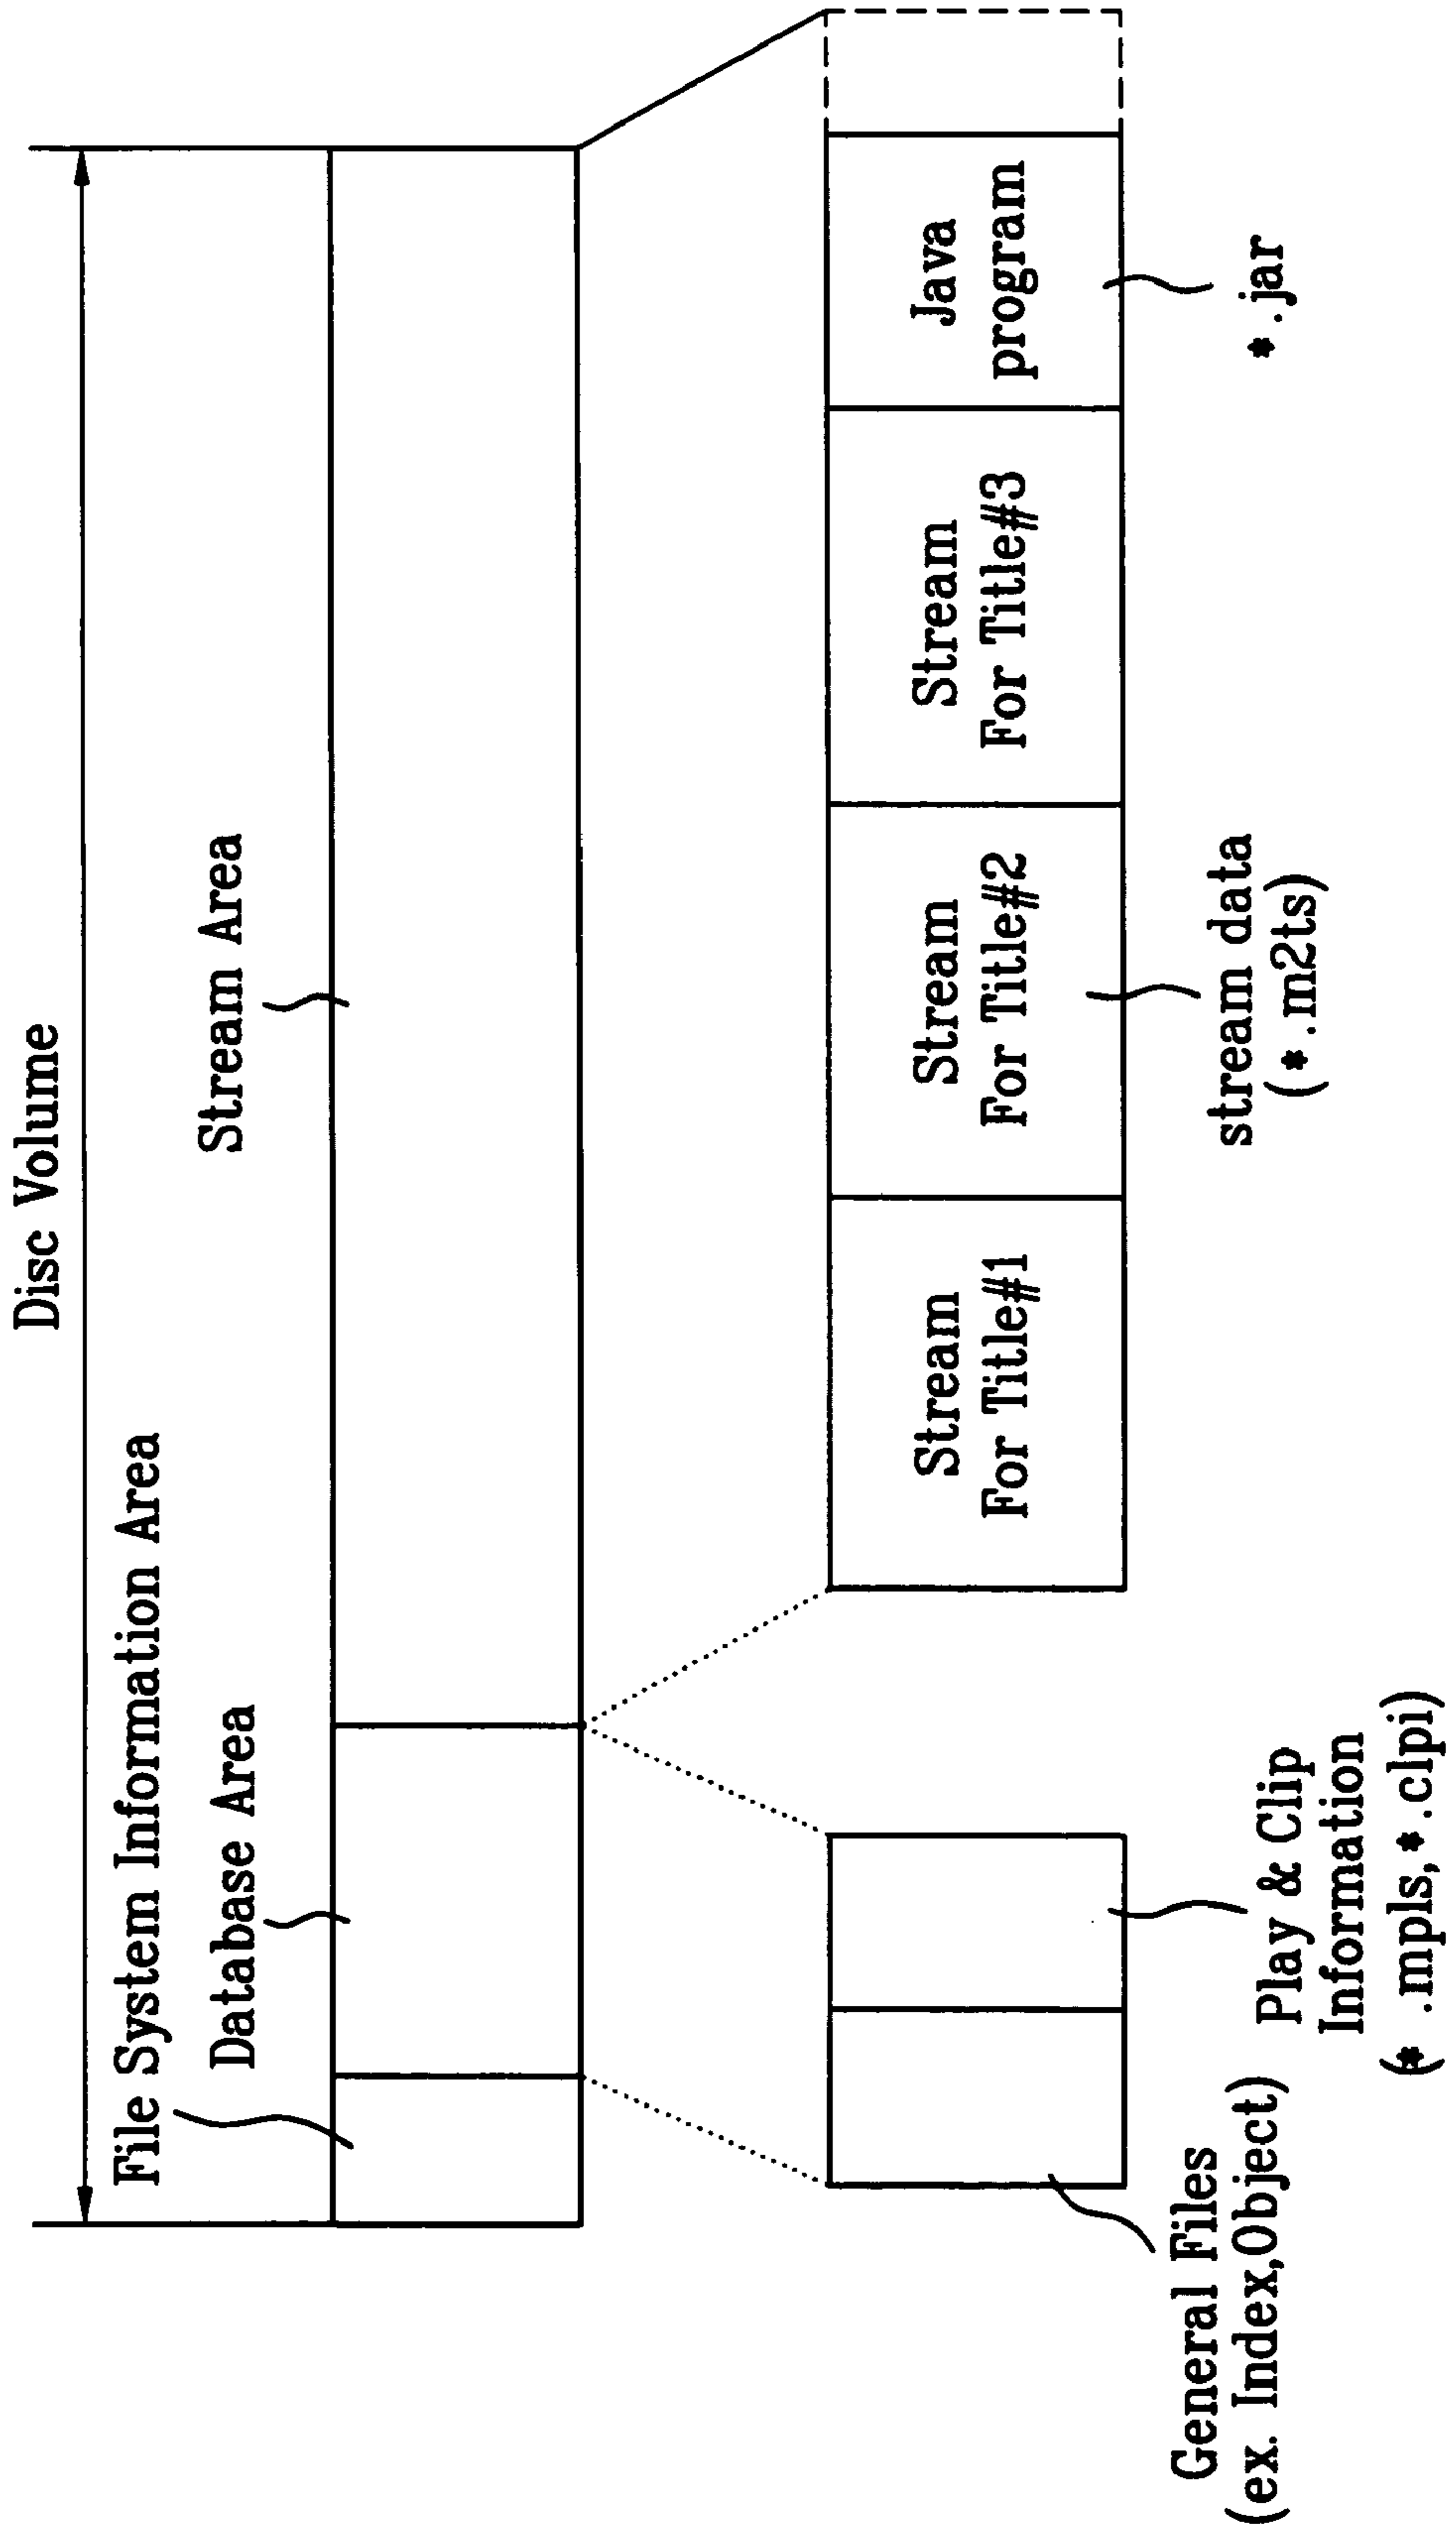 Disc Volume
File System Information Area
Database Area
Stream Area
Stream
For Title#1
Stream
For Title#2
Stream
For Title#3
Java
program
General Files
(ex. Index,Object)
Play & Clip
Information
(* .mpls,*.clpi)
stream data
(*.m2ts)
*.jar